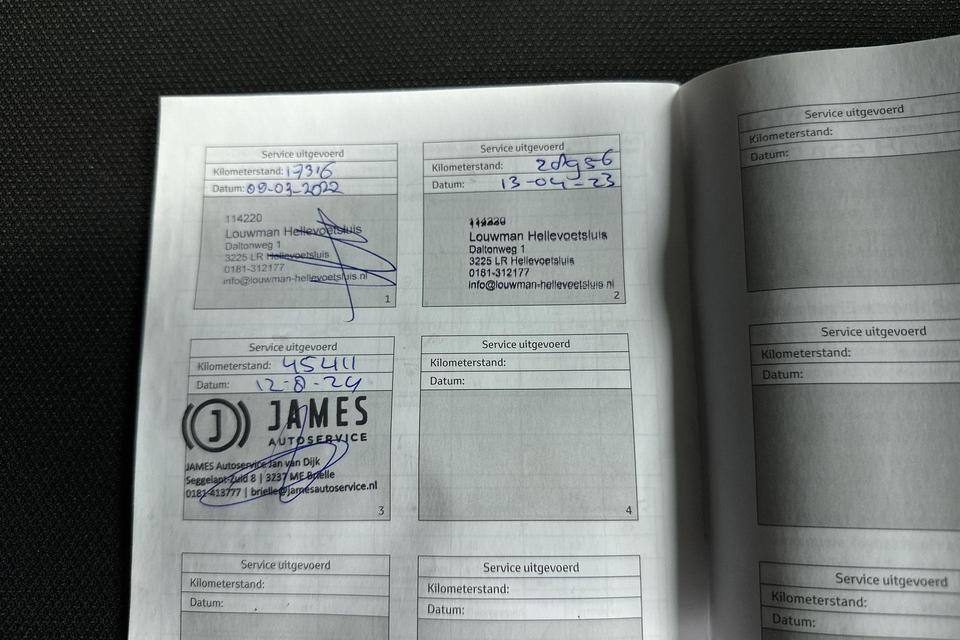 Service uitgevoerd
Kilometerstand: 17316
Datum: 09-03-2022
114220
Louwman Hellevoetsluis
Daltonweg 1
3225 LR Hellevoetsluis
0181-312177
info@louwman-hellevoetsluis.nl
1
Service uitgevoerd
Kilometerstand:
Datum: 13-04-23
114220
Louwman Hellevoetsluis
Daltonweg 1
3225 LR Hellevoetsluis
0181-312177
info@louwman-hellevoetsluis nl
2
Service uitgevoerd
Kilometerstand: 45411
Datum: 12-8-24
J JAMES
AUTOSERVICE
JAMES Autoservice Jan van Dijk
Seggelant-Zuid 8 | 3237 ME Brielle
0181-413777 | brielle@jamesautoservice.nl
3
Service uitgevoerd
Kilometerstand:
Datum:
4
Service uitgevoerd
Kilometerstand:
Datum:
Service uitgevoerd
Kilometerstand:
Datum:
Service uitgevoerd
Kilometerstand:
Datum:
Service uitgevoerd
Kilometerstand:
Datum:
Service uitgevoerd
Kilometerstand:
Datum: